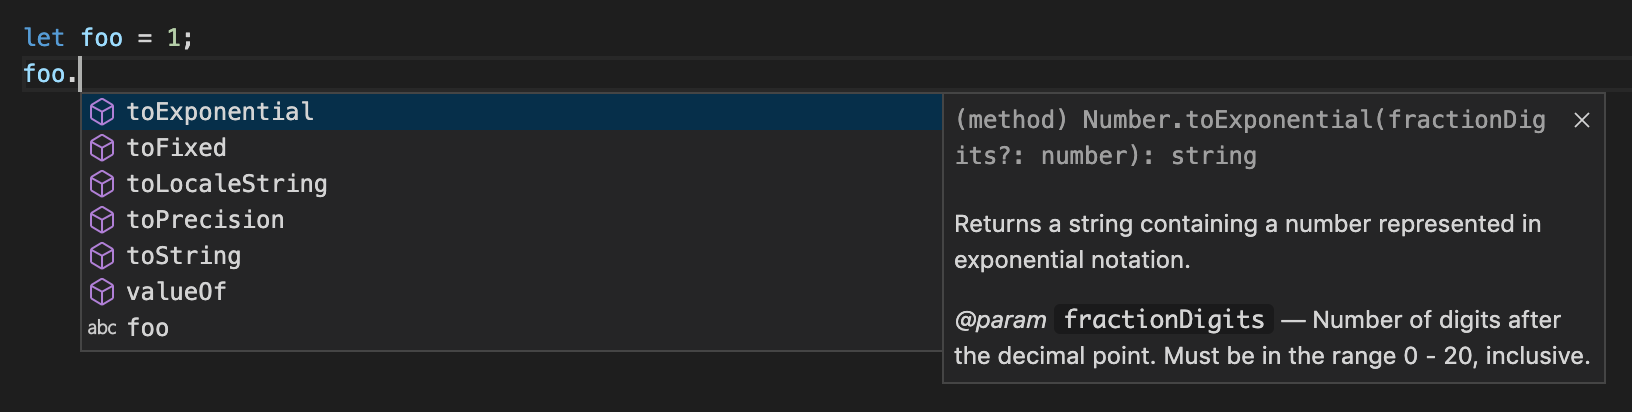 let foo = 1;
foo.
toExponential
toFixed
toLocaleString
toPrecision
toString
valueOf
abc foo
(method) Number.toExponential(fractionDig
its?: number): string
Returns a string containing a number represented in
exponential notation.
@param fractionDigits — Number of digits after
the decimal point. Must be in the range 0 - 20, inclusive.